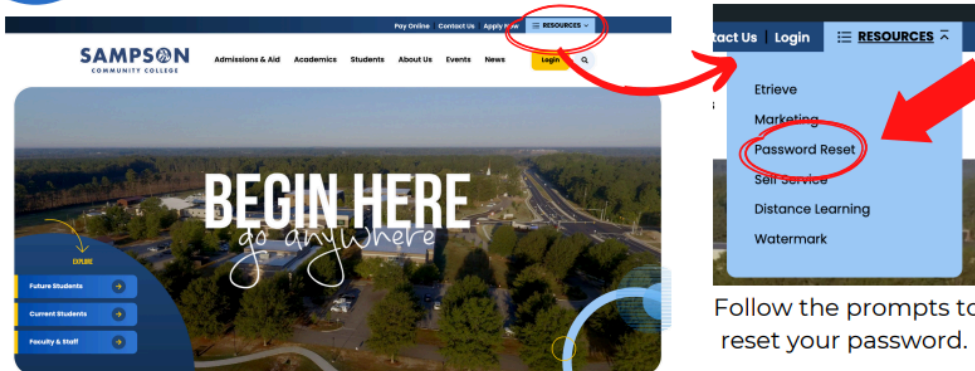 Pay Online Contact Us Apply Now RESOURCES
SAMPSON
COMMUNITY COLLEGE
Admissions & Aid Academics Students About Us Events News Login
BEGIN HERE
go anywhere
EXPLORE
Future Students
Current Students
Faculty & Staff
tact Us Login RESOURCES
Etrieve
Marketing
Password Reset
Self Service
Distance Learning
Watermark
Follow the prompts to
reset your password.